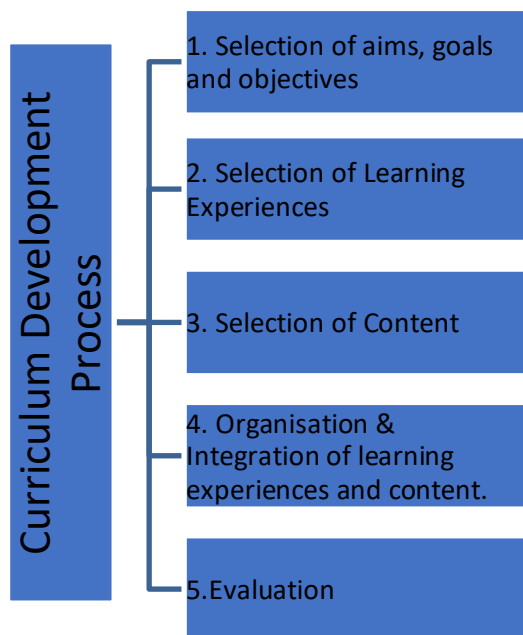 Curriculum Development
Process
1. Selection of aims, goals
and objectives
2. Selection of Learning
Experiences
3. Selection of Content
4. Organisation &
Integration of learning
experiences and content.
5.Evaluation